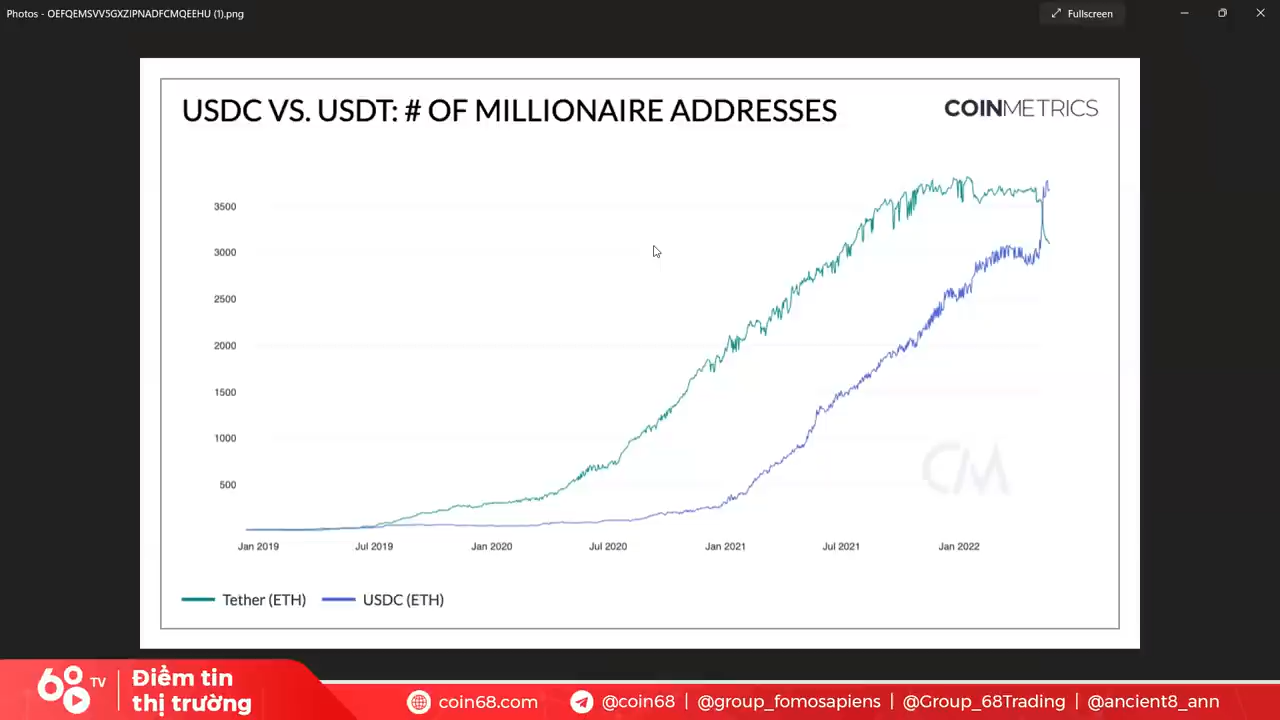 Photos - OEFQEMSVV5GXZIPNADFCMQEEHU (1).png
Fullscreen
USDC VS. USDT: # OF MILLIONAIRE ADDRESSES
COINMETRICS
3500
3000
2500
2000
1500
1000
500
CM
Jan 2019
Jul 2019
Jan 2020
Jul 2020
Jan 2021
Jul 2021
Jan 2022
Tether (ETH)
USDC (ETH)
68 TV
Điểm tin
thị trường
coin68.com
@coin68 | @group_fomosapiens | @Group_68Trading | @ancient8_ann